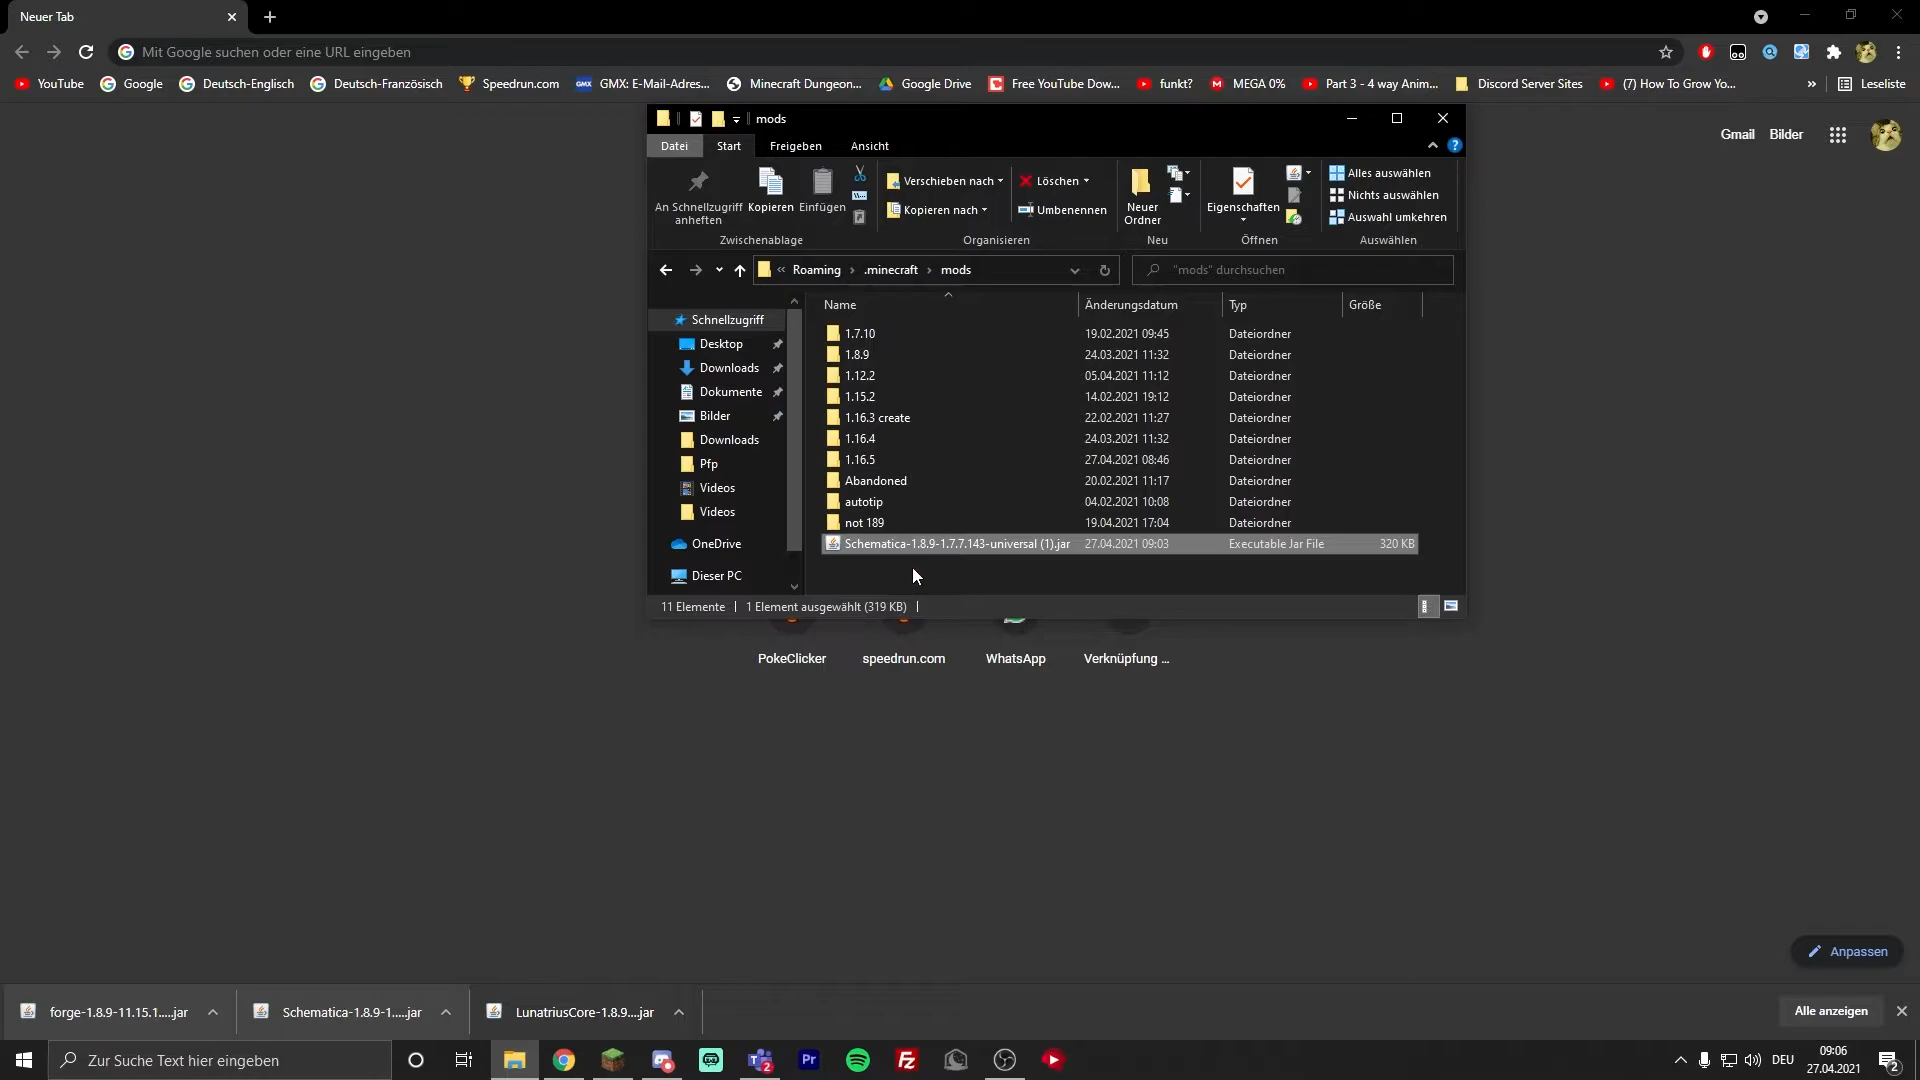 Neuer Tab
Mit Google suchen oder eine URL eingeben
YouTube Google Deutsch-Englisch Deutsch-Französisch Speedrun.com GMX: E-Mail-Adres... Minecraft Dungeon... Google Drive Free YouTube Dow... funkt? MEGA 0% Part 3 - 4 way Anim... Discord Server Sites (7) How To Grow Yo... » Leseliste
mods
Gmail Bilder
Datei Start Freigeben Ansicht
An Schnellzugriff anheften
Kopieren
Einfügen
Verschieben nach
Kopieren nach
Löschen
Umbenennen
Neuer Ordner
Eigenschaften
Alles auswählen
Nichts auswählen
Auswahl umkehren
Zwischenablage Organisieren Neu Öffnen Auswählen
« Roaming › .minecraft › mods
"mods" durchsuchen
Name Änderungsdatum Typ Größe
Schnellzugriff
Desktop
Downloads
Dokumente
Bilder
Downloads
Pfp
Videos
Videos
OneDrive
Dieser PC
1.7.10 19.02.2021 09:45 Dateiordner
1.8.9 24.03.2021 11:32 Dateiordner
1.12.2 05.04.2021 11:12 Dateiordner
1.15.2 14.02.2021 19:12 Dateiordner
1.16.3 create 22.02.2021 11:27 Dateiordner
1.16.4 24.03.2021 11:32 Dateiordner
1.16.5 27.04.2021 08:46 Dateiordner
Abandoned 20.02.2021 11:17 Dateiordner
autotip 04.02.2021 10:08 Dateiordner
not 189 19.04.2021 17:04 Dateiordner
Schematica-1.8.9-1.7.7.143-universal (1).jar 27.04.2021 09:03 Executable Jar File 320 KB
11 Elemente 1 Element ausgewählt (319 KB)
PokeClicker speedrun.com WhatsApp Verknüpfung ...
Anpassen
forge-1.8.9-11.15.1.....jar Schematica-1.8.9-1.....jar LunatriusCore-1.8.9....jar Alle anzeigen
Zur Suche Text hier eingeben
DEU
09:06
27.04.2021